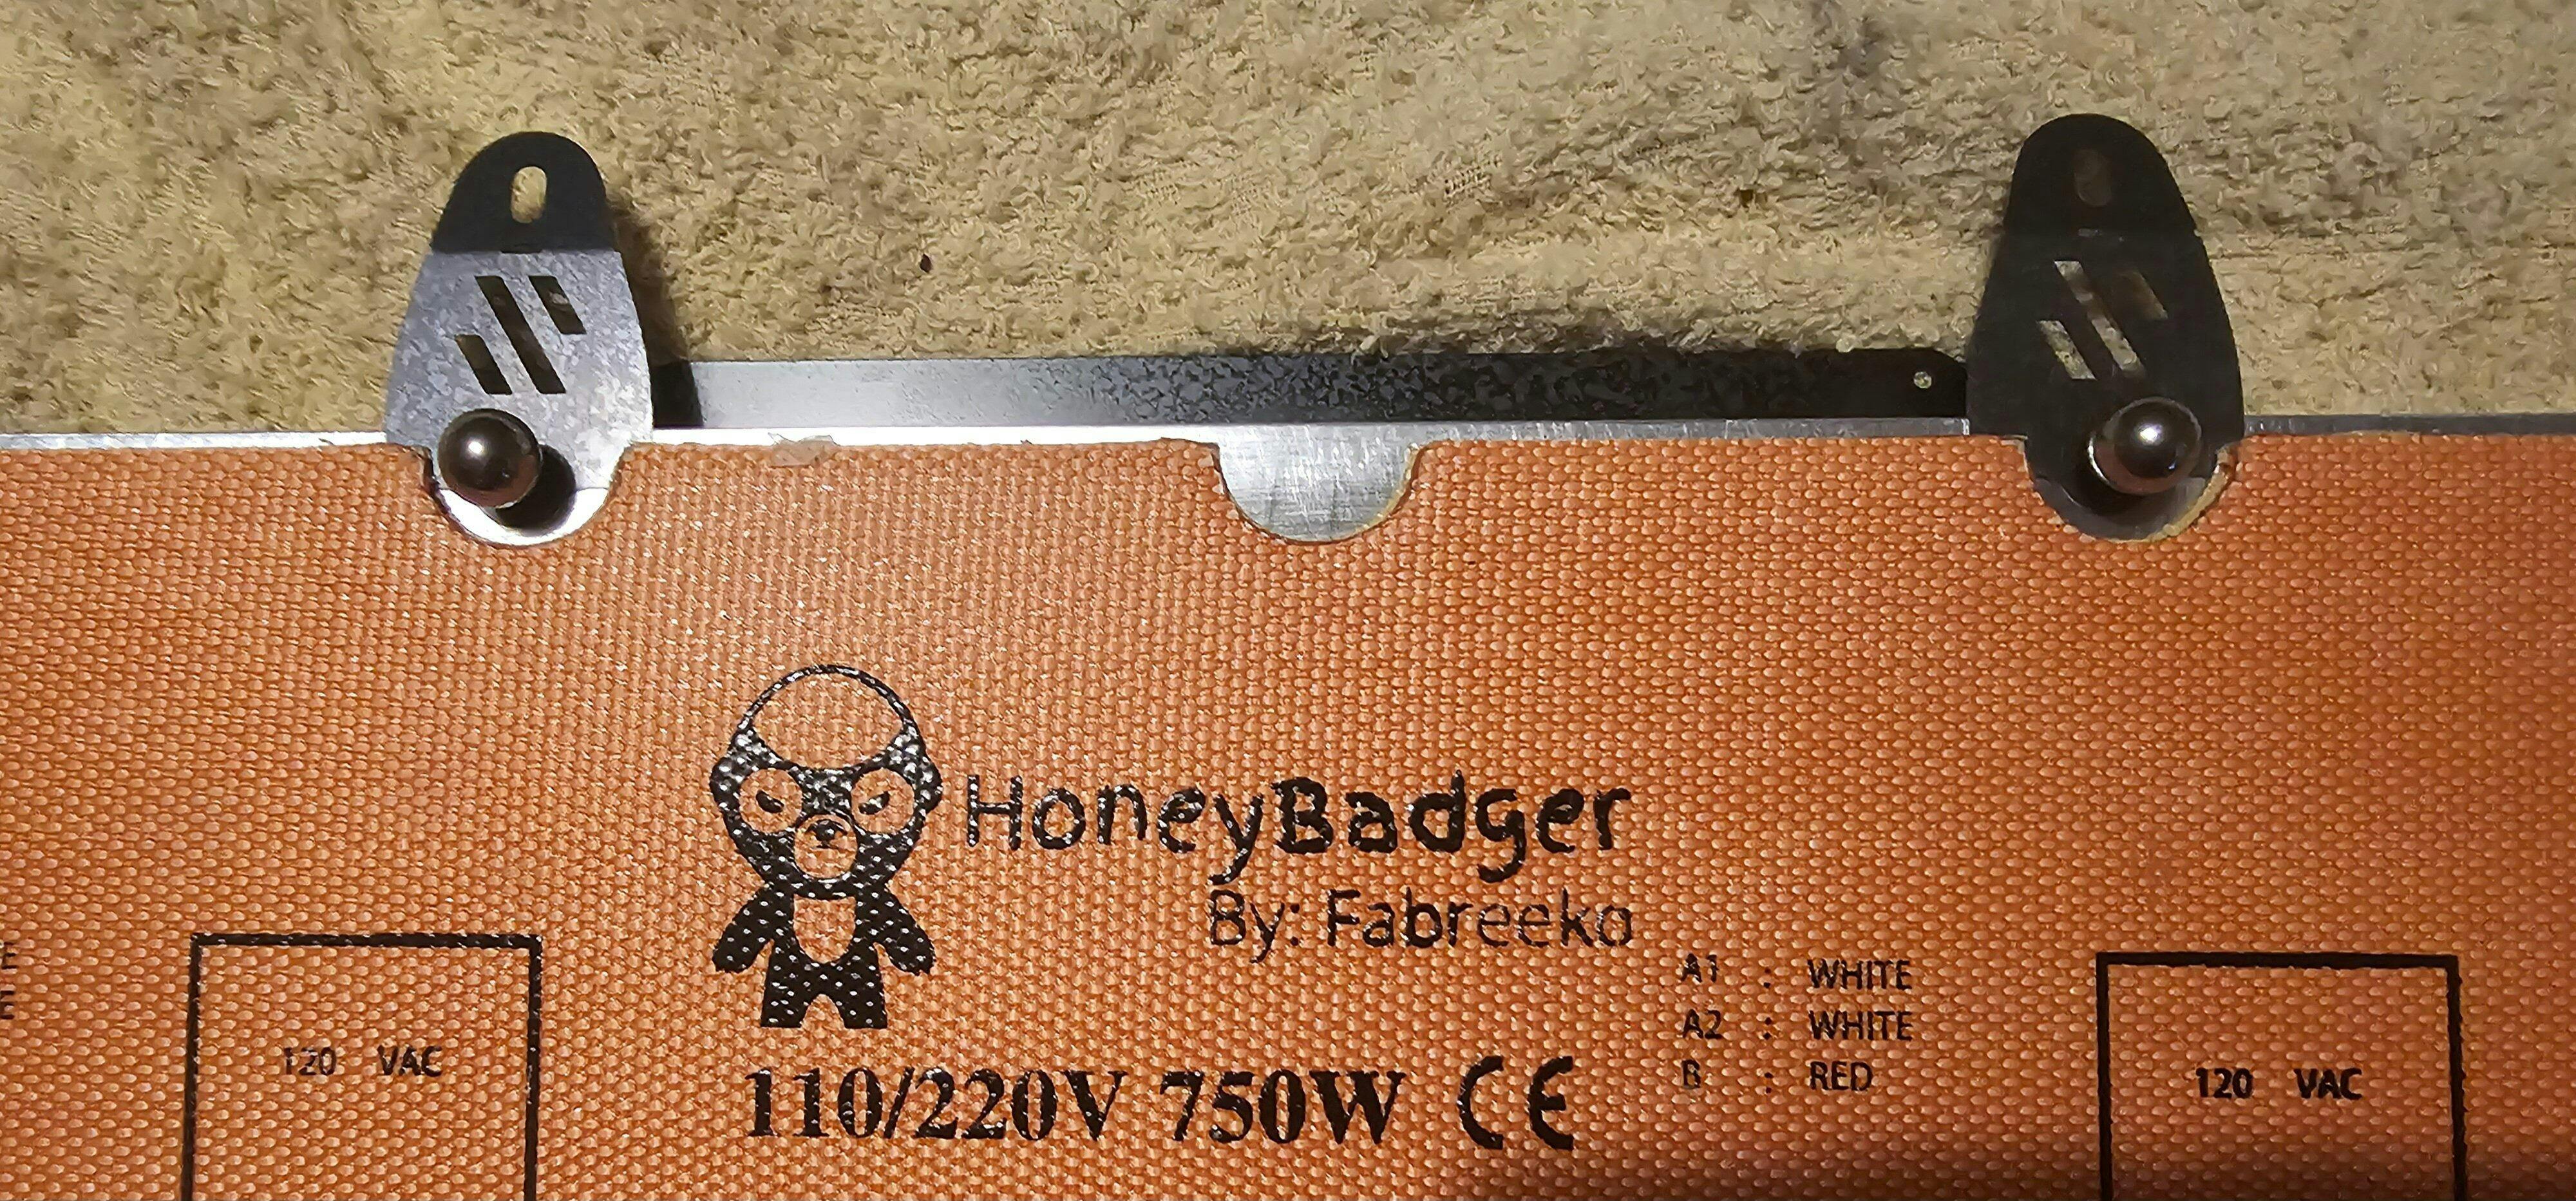 HoneyBadger
By: Fabreeko
E
E
A1 : WHITE
A2 : WHITE
B : RED
120 VAC
110/220V 750W CE
120 VAC